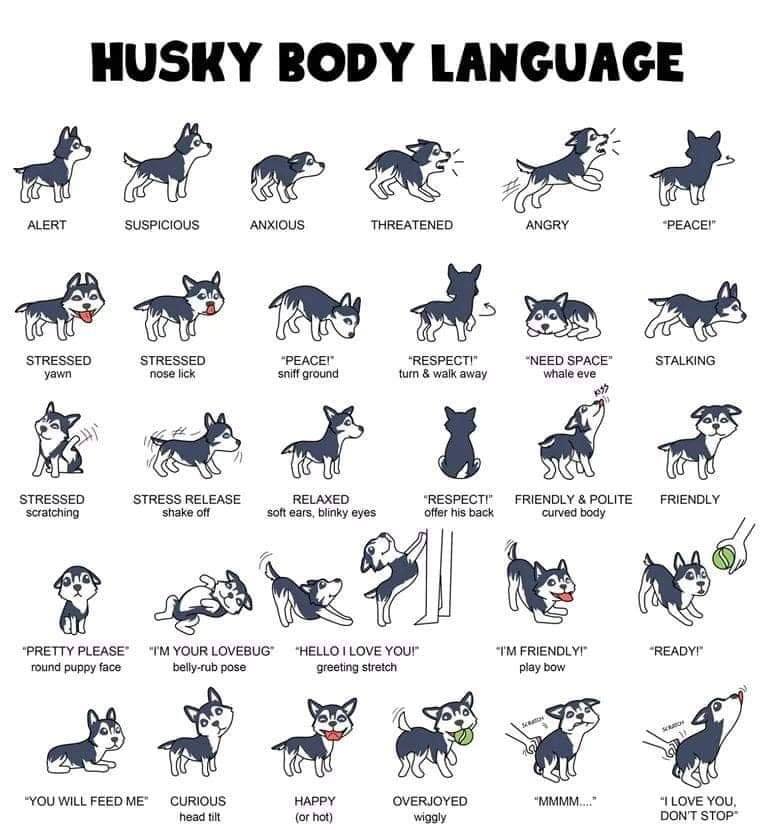 HUSKY BODY LANGUAGE
ALERT
SUSPICIOUS
ANXIOUS
THREATENED
ANGRY
"PEACE!"
STRESSED
yawn
STRESSED
nose lick
"PEACE!"
sniff ground
"RESPECT!"
turn & walk away
"NEED SPACE"
whale eve
STALKING
KISS
STRESSED
scratching
STRESS RELEASE
shake off
RELAXED
soft ears, blinky eyes
"RESPECT!"
offer his back
FRIENDLY & POLITE
curved body
FRIENDLY
"PRETTY PLEASE"
round puppy face
"I'M YOUR LOVEBUG"
belly-rub pose
"HELLO I LOVE YOU!"
greeting stretch
"I'M FRIENDLY!"
play bow
"READY!"
SCRATCH
SCRATCH
"YOU WILL FEED ME"
CURIOUS
head tilt
HAPPY
(or hot)
OVERJOYED
wiggly
"MMMM...."
"I LOVE YOU,
DON'T STOP"